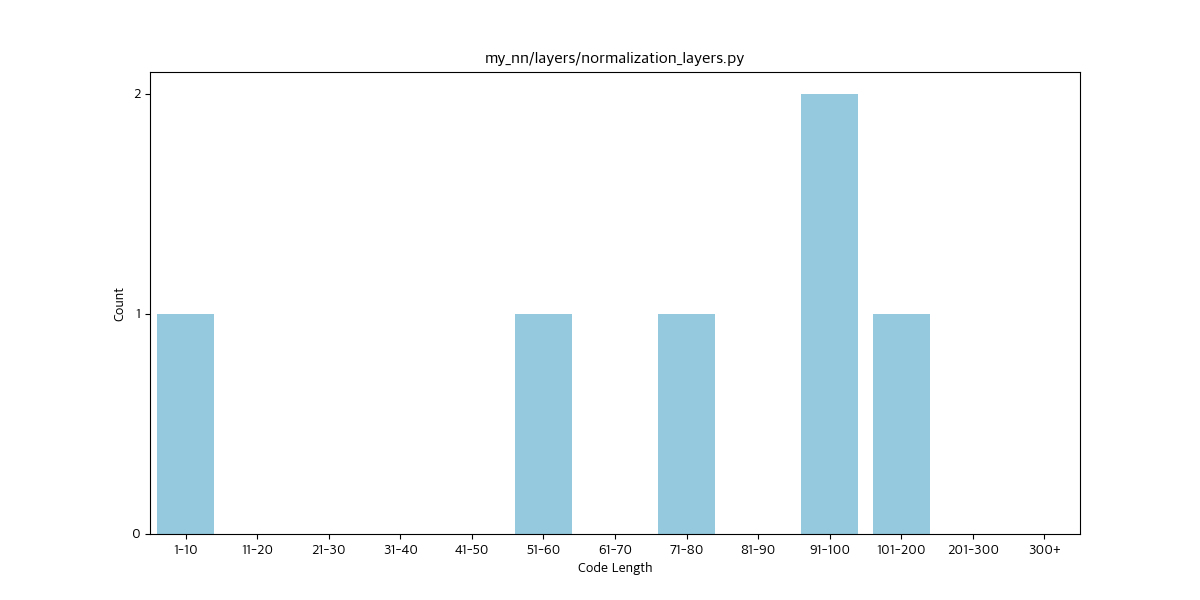 my_nn/layers/normalization_layers.py
Count
2
1
0
1-10 11-20 21-30 31-40 41-50 51-60 61-70 71-80 81-90 91-100 101-200 201-300 300+
Code Length